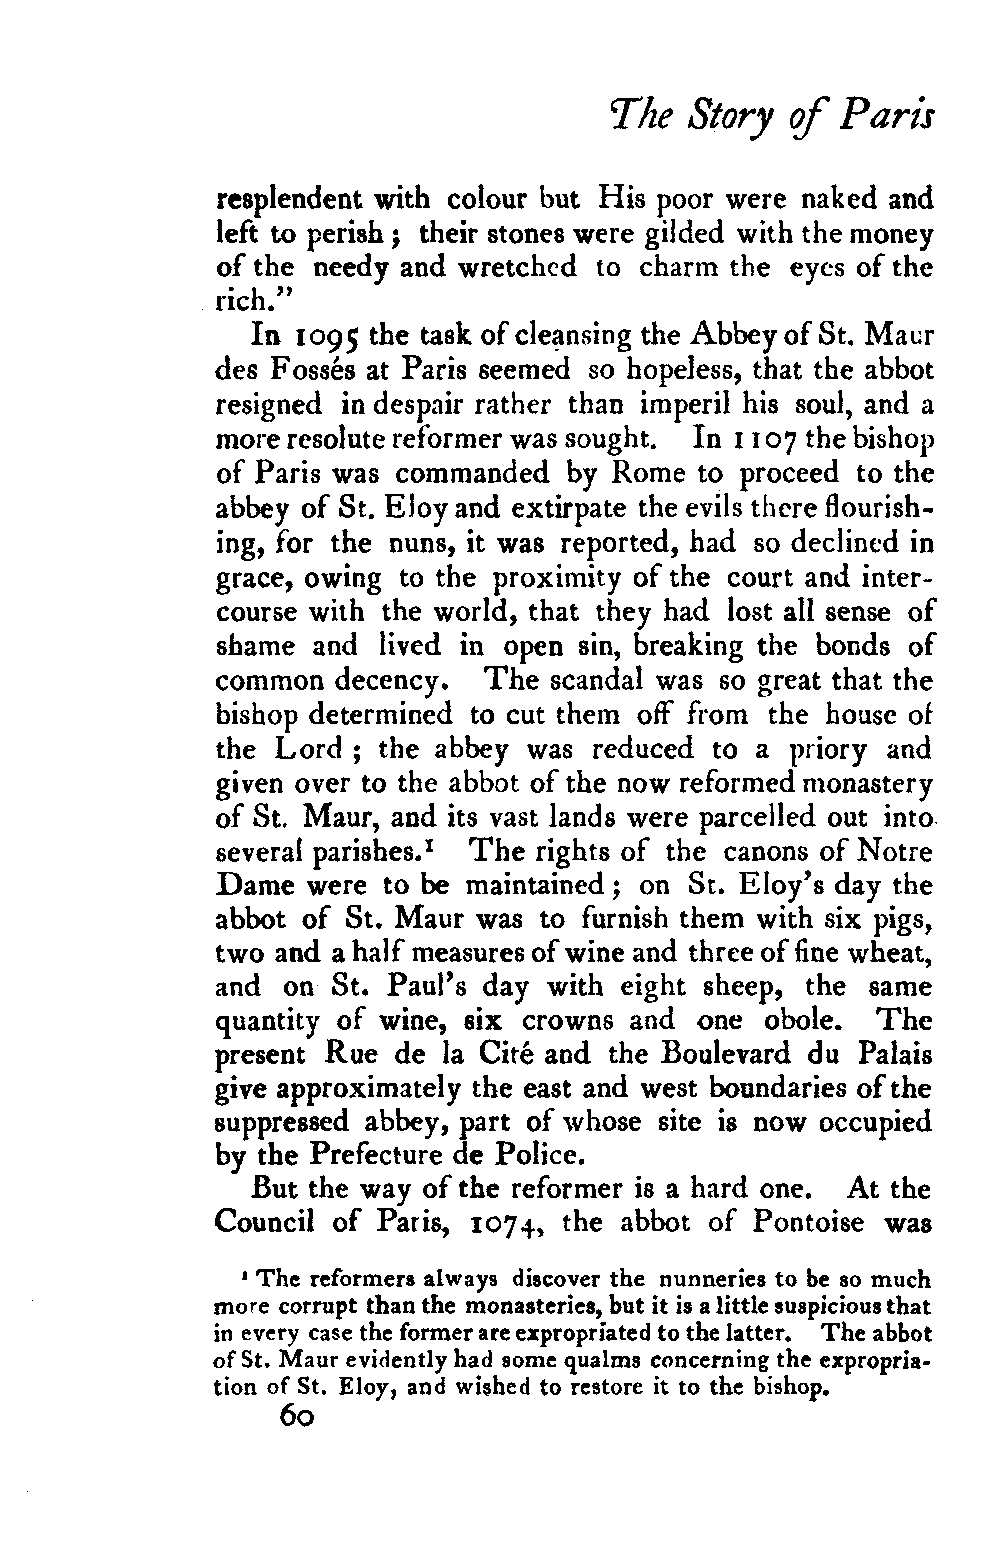 The Story of Paris
resplendent with colour but His poor were naked and
left to perish ; their stones were gilded with the money
of the needy and wretched to charm the eyes of the
rich."
In 1095 the task of cleansing the Abbey of St. Maur
des Fossés at Paris seemed so hopeless, that the abbot
resigned in despair rather than imperil his soul, and a
more resolute reformer was sought. In 1107 the bishop
of Paris was commanded by Rome to proceed to the
abbey of St. Eloy and extirpate the evils there flourish-
ing, for the nuns, it was reported, had so declined in
grace, owing to the proximity of the court and inter-
course with the world, that they had lost all sense of
shame and lived in open sin, breaking the bonds of
common decency. The scandal was so great that the
bishop determined to cut them off from the house of
the Lord ; the abbey was reduced to a priory and
given over to the abbot of the now reformed monastery
of St. Maur, and its vast lands were parcelled out into
several parishes.¹ The rights of the canons of Notre
Dame were to be maintained ; on St. Eloy's day the
abbot of St. Maur was to furnish them with six pigs,
two and a half measures of wine and three of fine wheat,
and on St. Paul's day with eight sheep, the same
quantity of wine, six crowns and one obole. The
present Rue de la Cité and the Boulevard du Palais
give approximately the east and west boundaries of the
suppressed abbey, part of whose site is now occupied
by the Prefecture de Police.
But the way of the reformer is a hard one. At the
Council of Paris, 1074, the abbot of Pontoise was
¹ The reformers always discover the nunneries to be so much
more corrupt than the monasteries, but it is a little suspicious that
in every case the former are expropriated to the latter. The abbot
of St. Maur evidently had some qualms concerning the expropria-
tion of St. Eloy, and wished to restore it to the bishop.
60